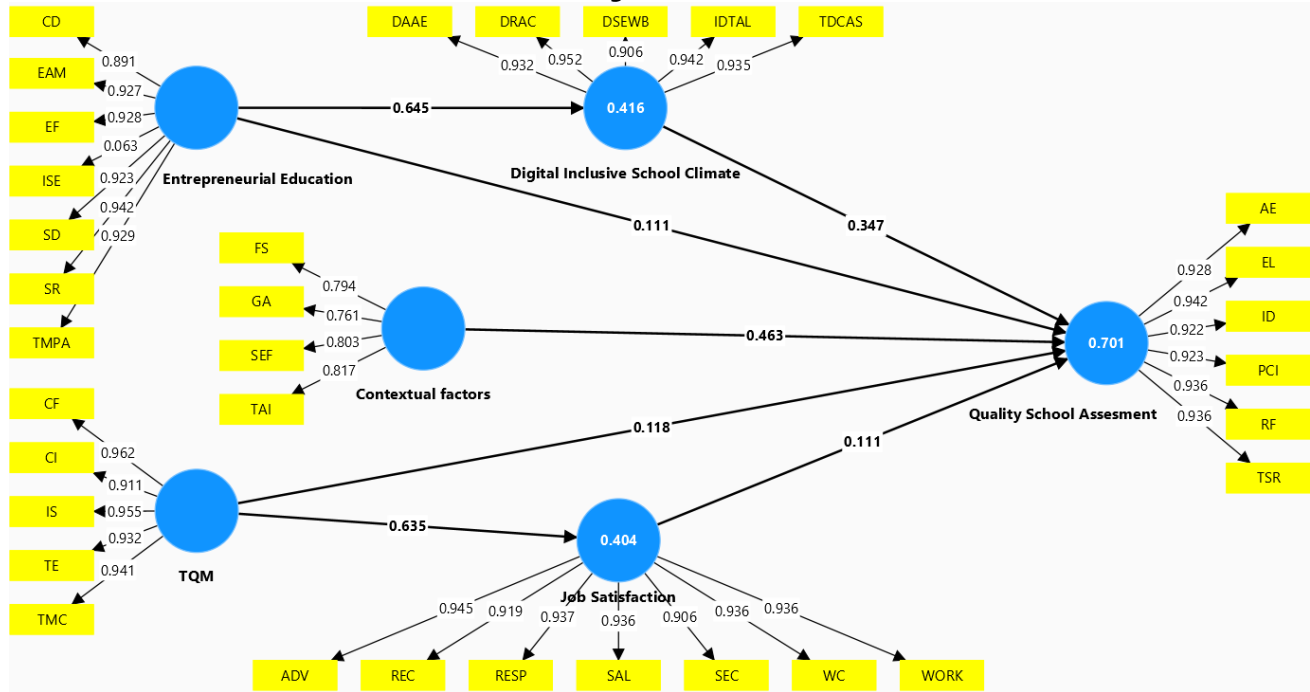 CD
EAM
EF
ISE
SD
SR
TMPA
0.891
0.927
0.928
0.063
0.923
0.942
0.929
Entrepreneurial Education
DAAE
DRAC
DSEWB
IDTAL
TDCAS
0.932
0.952
0.906
0.942
0.935
0.416
Digital Inclusive School Climate
0.645
0.111
0.347
FS
GA
SEF
TAI
0.794
0.761
0.803
0.817
Contextual factors
0.463
CF
CI
IS
TE
TMC
0.962
0.911
0.955
0.932
0.941
TQM
0.118
0.635
0.111
0.404
Job Satisfaction
0.945
0.919
0.937
0.936
0.906
0.936
0.936
ADV
REC
RESP
SAL
SEC
WC
WORK
0.701
Quality School Assesment
0.928
0.942
0.922
0.923
0.936
0.936
AE
EL
ID
PCI
RF
TSR